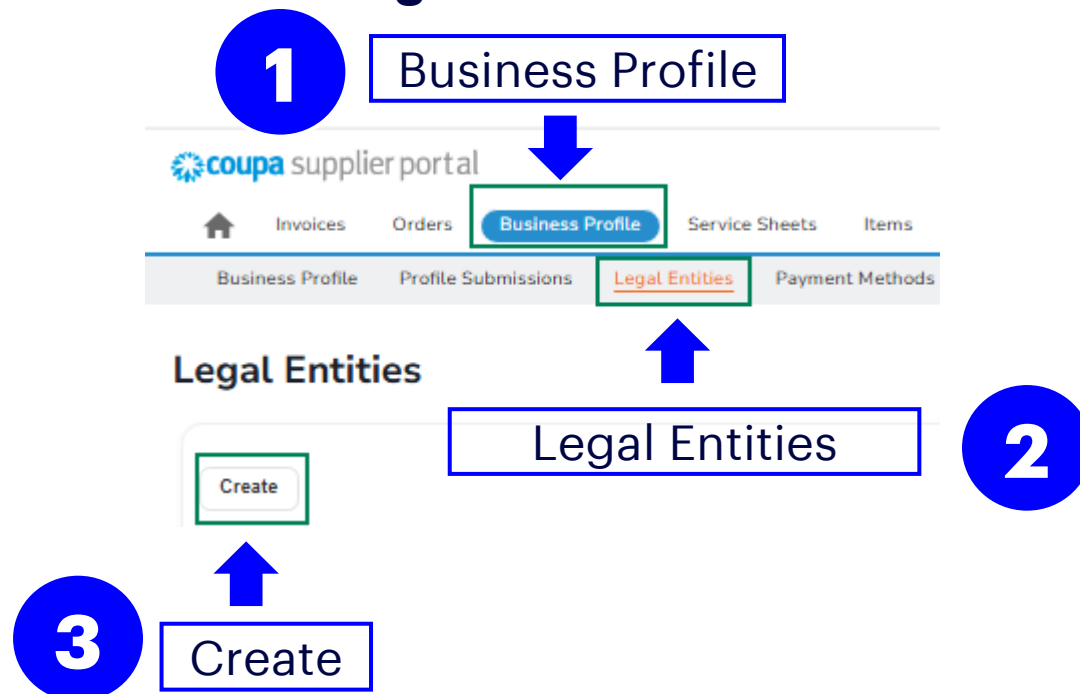 1
Business Profile
coupa supplier portal
Invoices Orders Business Profile Service Sheets Items
Business Profile Profile Submissions Legal Entities Payment Methods
Legal Entities
Legal Entities
2
Create
3
Create